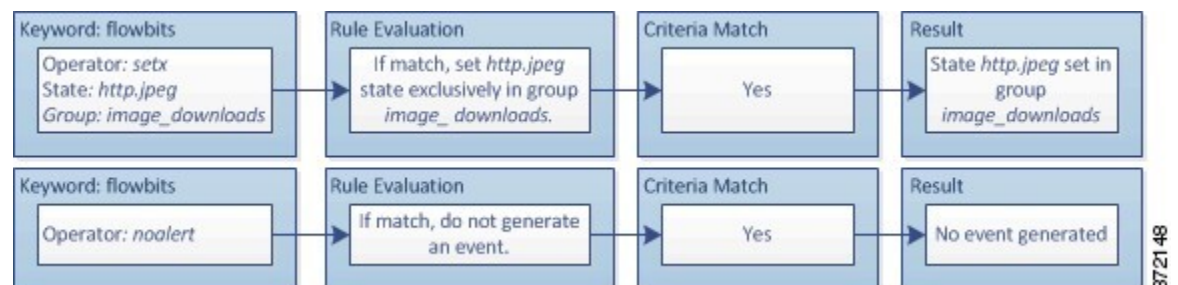 Keyword: flowbits
Operator: setx
State: http.jpeg
Group: image_downloads
Rule Evaluation
If match, set http.jpeg
state exclusively in group
image_ downloads.
Criteria Match
Yes
Result
State http.jpeg set in
group
image_downloads
Keyword: flowbits
Operator: noalert
Rule Evaluation
If match, do not generate
an event.
Criteria Match
Yes
Result
No event generated
372148